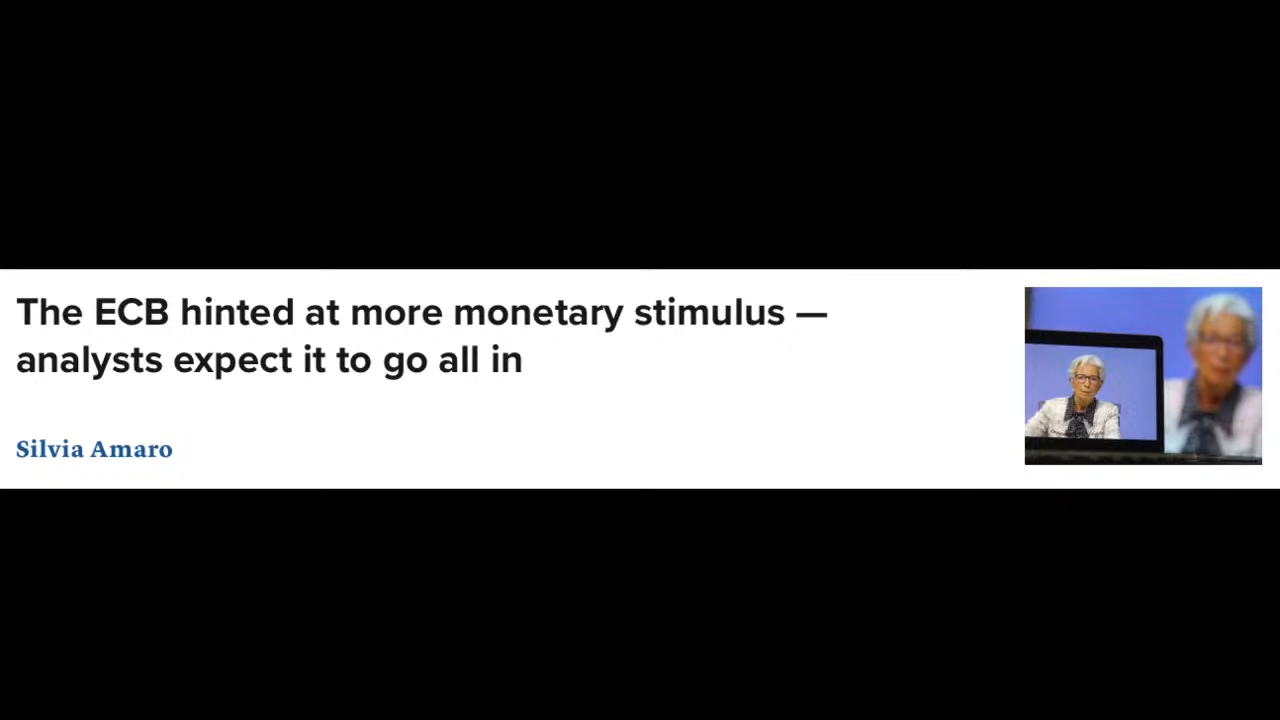 The ECB hinted at more monetary stimulus —
analysts expect it to go all in
Silvia Amaro